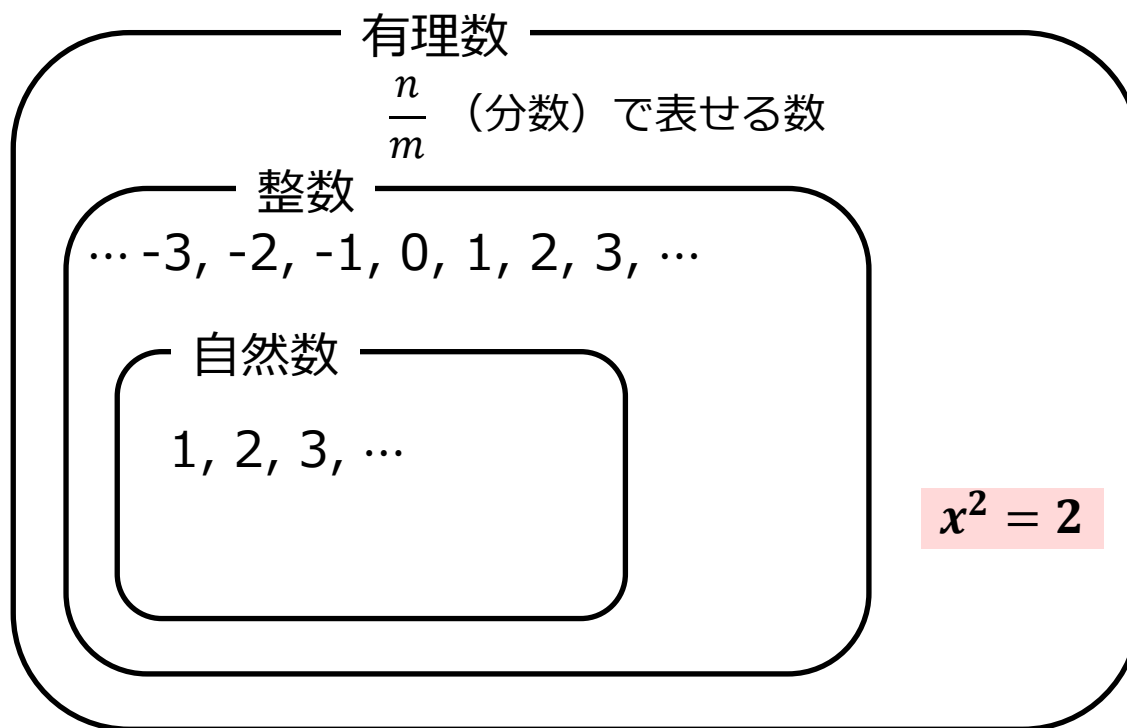 有理数
n/m （分数）で表せる数
整数
… -3, -2, -1, 0, 1, 2, 3, …
自然数
1, 2, 3, …
x² = 2